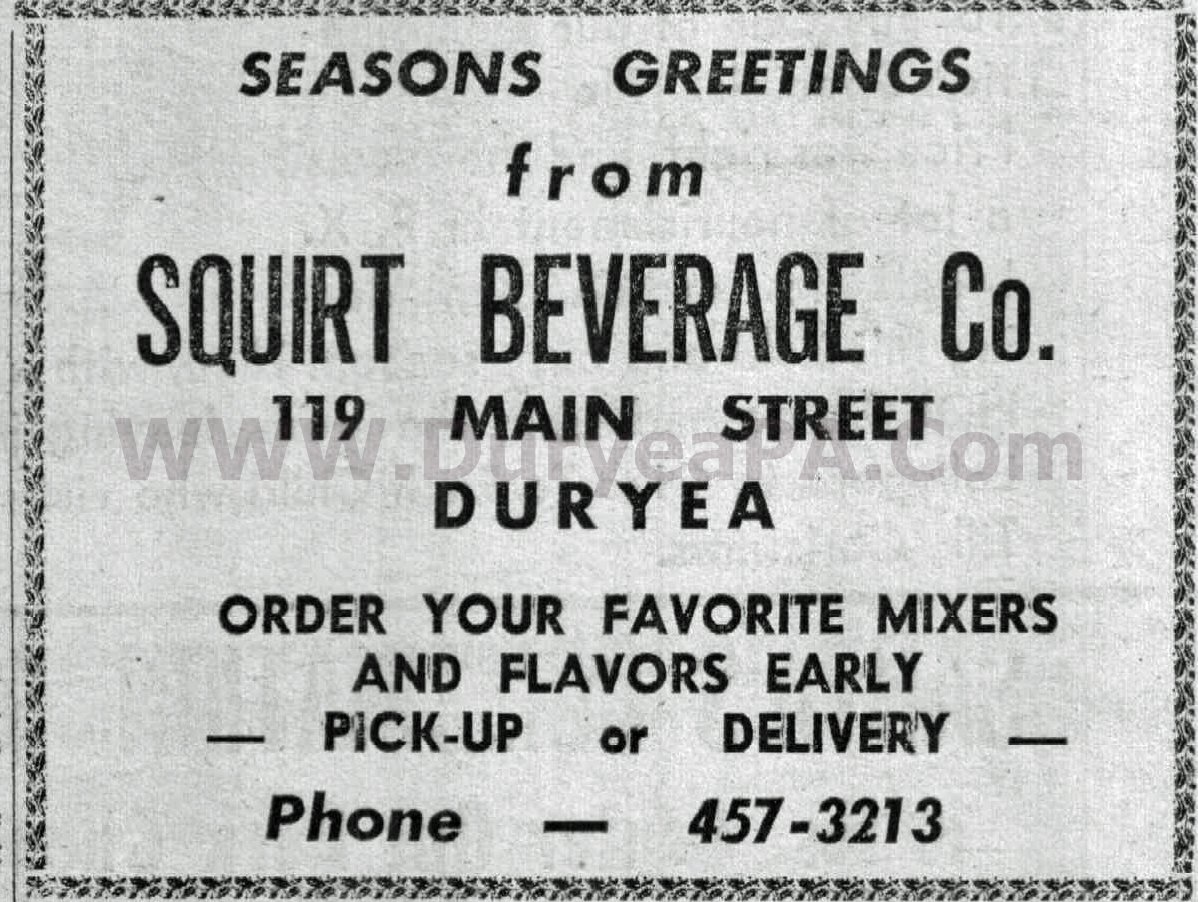 SEASONS GREETINGS
from
SQUIRT BEVERAGE Co.
119 MAIN STREET
WWW.DuryeaPA.Com
DURYEA
ORDER YOUR FAVORITE MIXERS
AND FLAVORS EARLY
— PICK-UP or DELIVERY —
Phone — 457-3213